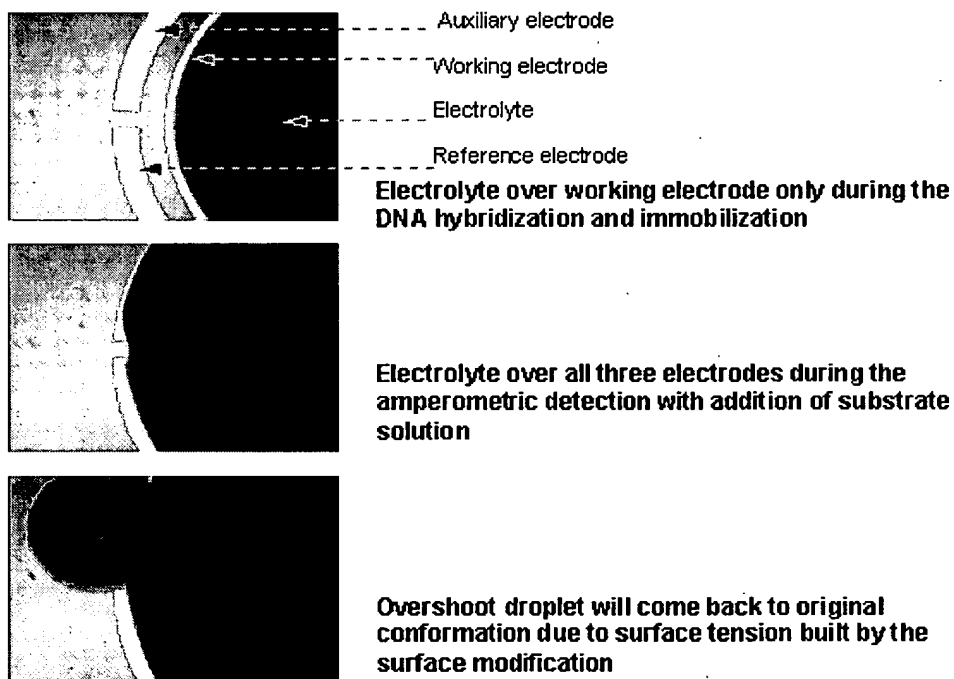 Auxiliary electrode
Working electrode
Electrolyte
Reference electrode
Electrolyte over working electrode only during the
DNA hybridization and immobilization
Electrolyte over all three electrodes during the
amperometric detection with addition of substrate
solution
Overshoot droplet will come back to original
conformation due to surface tension built by the
surface modification